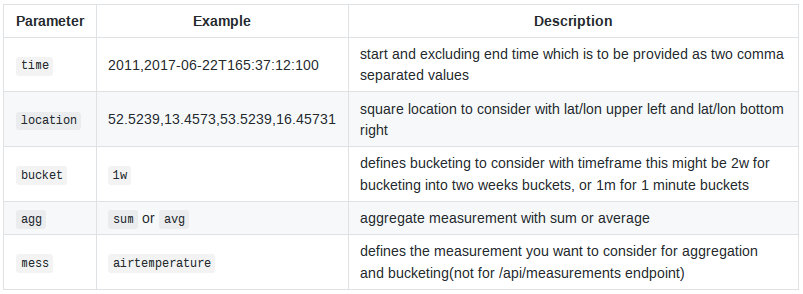 Parameter Example Description
time 2011,2017-06-22T165:37:12:100 start and excluding end time which is to be provided as two comma
separated values
location 52.5239,13.4573,53.5239,16.45731 square location to consider with lat/lon upper left and lat/lon bottom
right
bucket 1w defines bucketing to consider with timeframe this might be 2w for
bucketing into two weeks buckets, or 1m for 1 minute buckets
agg sum or avg aggregate measurement with sum or average
mess airtemperature defines the measurement you want to consider for aggregation
and bucketing(not for /api/measurements endpoint)